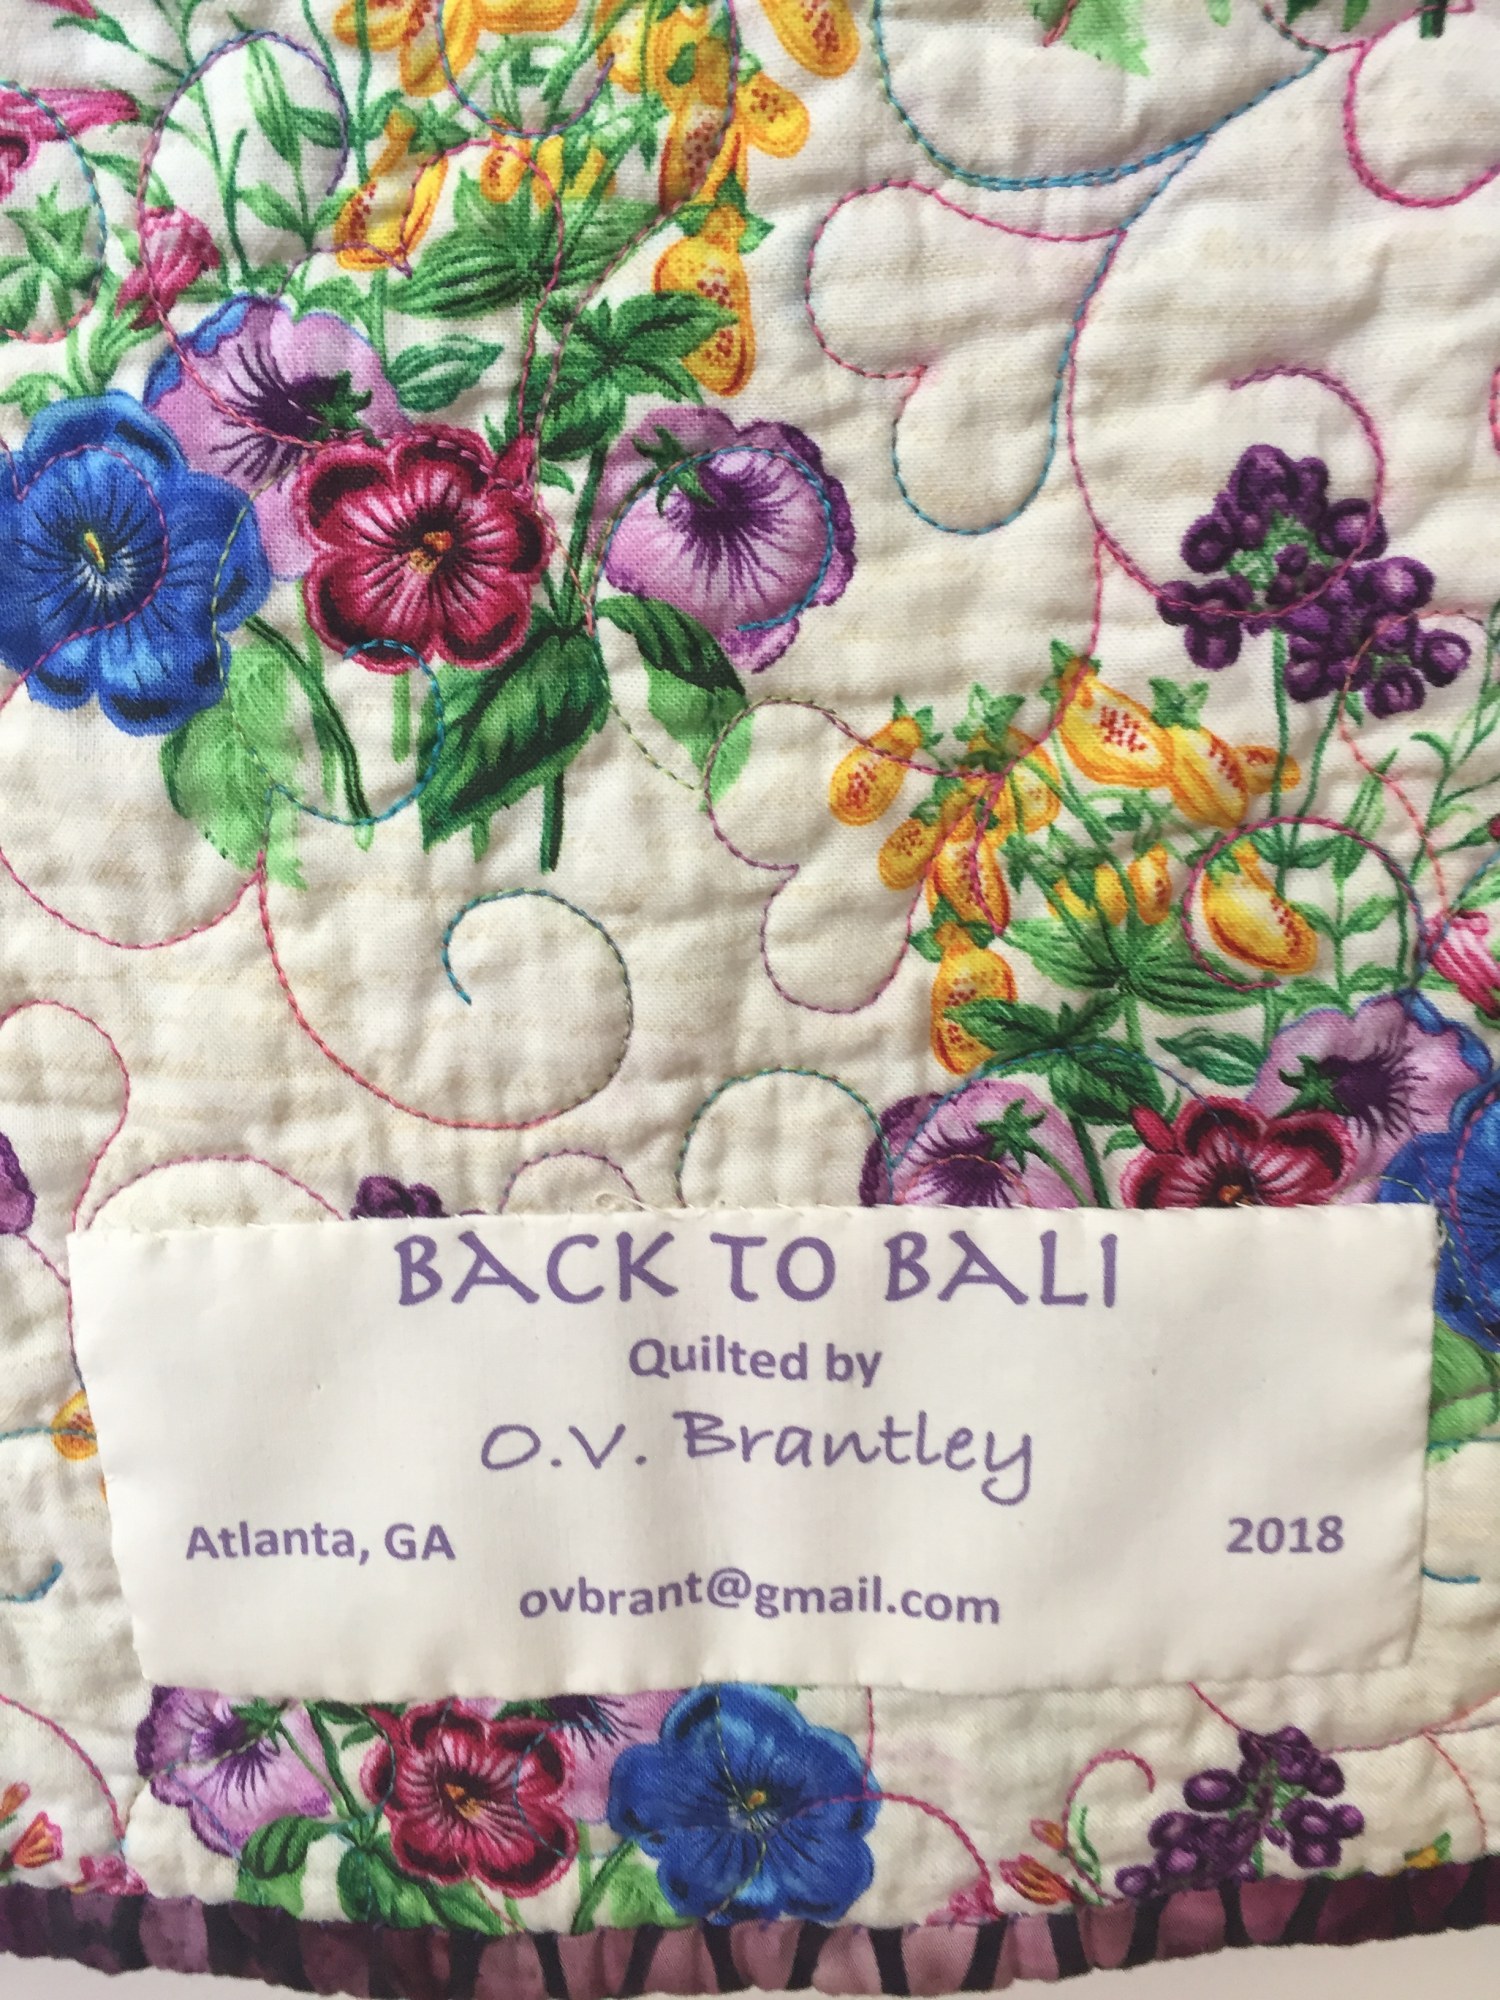 BACK TO BALI
Quilted by
O.V. Brantley
Atlanta, GA 2018
ovbrant@gmail.com